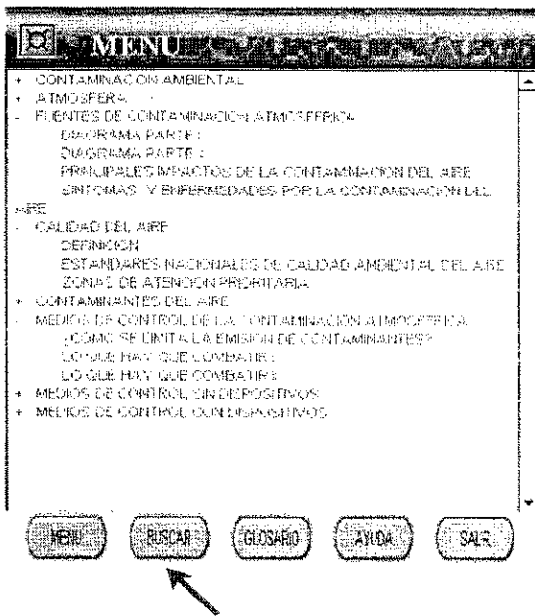 MENU
+ CONTAMINACION AMBIENTAL
+ ATMOSFERA
- FUENTES DE CONTAMINACION ATMOSFERICA
DIAGRAMA PARTE
DIAGRAMA PARTE
PRINCIPALES IMPACTOS DE LA CONTAMINACION DEL AIRE
SINTOMAS Y ENFERMEDADES POR LA CONTAMINACION DEL
AIRE
- CALIDAD DEL AIRE
DEFINICION
ESTANDARES NACIONALES DE CALIDAD AMBIENTAL DEL AIRE
ZONAS DE ATENCION PRIORITARIA
+ CONTAMINANTES DEL AIRE
- MEDIOS DE CONTROL DE LA CONTAMINACION ATMOSFERICA
¿COMO SE LIMITA LA EMISION DE CONTAMINANTES?
LO QUE HAY QUE COMBATIR
LO QUE HAY QUE COMBATIR
+ MEDIOS DE CONTROL SIN DISPOSITIVOS
+ MEDIOS DE CONTROL CON DISPOSITIVOS
MENU BUSCAR GLOSARIO AYUDA SALIR